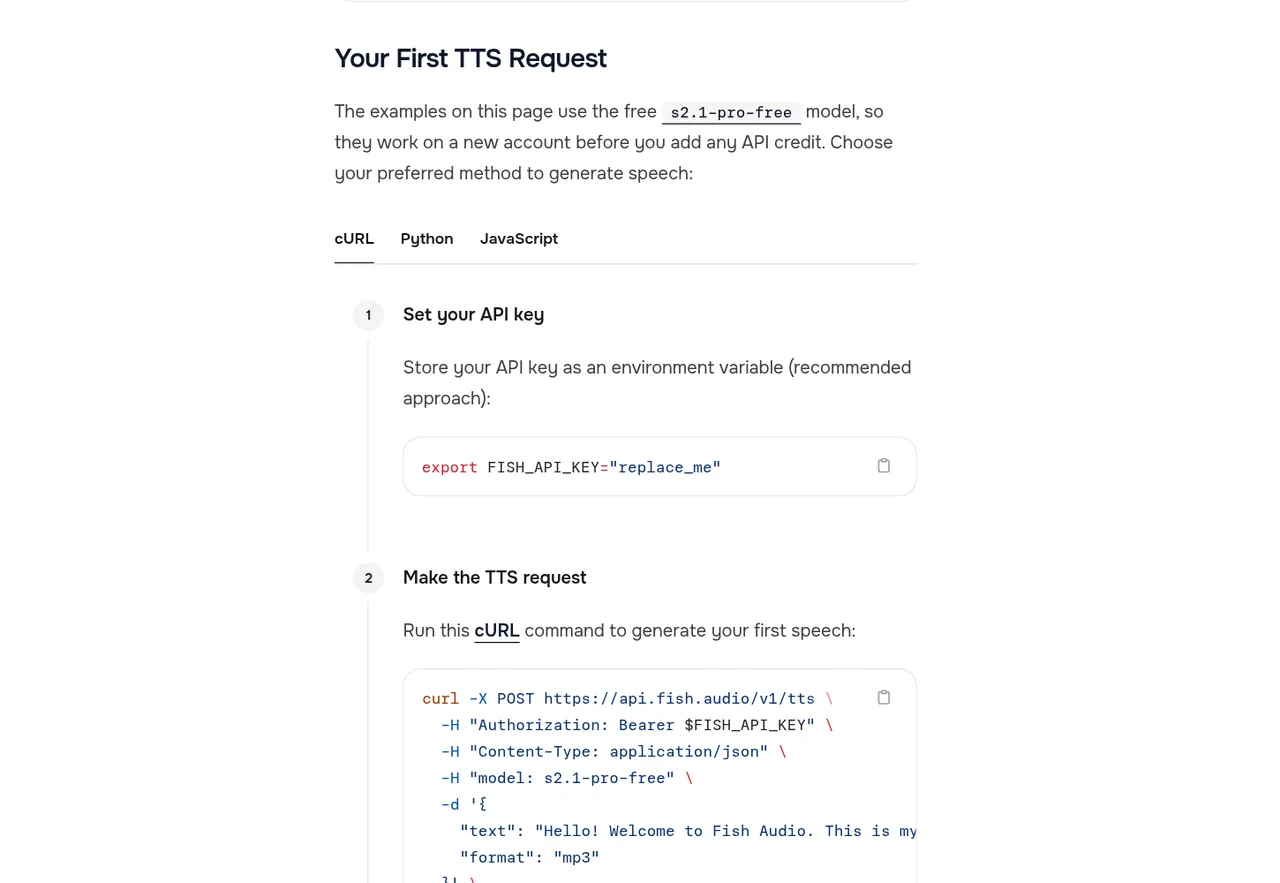 Your First TTS Request
The examples on this page use the free s2.1-pro-free model, so
they work on a new account before you add any API credit. Choose
your preferred method to generate speech:
cURL Python JavaScript
1 Set your API key
Store your API key as an environment variable (recommended
approach):
export FISH_API_KEY="replace_me"
2 Make the TTS request
Run this cURL command to generate your first speech:
curl -X POST https://api.fish.audio/v1/tts \
  -H "Authorization: Bearer $FISH_API_KEY" \
  -H "Content-Type: application/json" \
  -H "model: s2.1-pro-free" \
  -d '{
    "text": "Hello! Welcome to Fish Audio. This is my
    "format": "mp3"